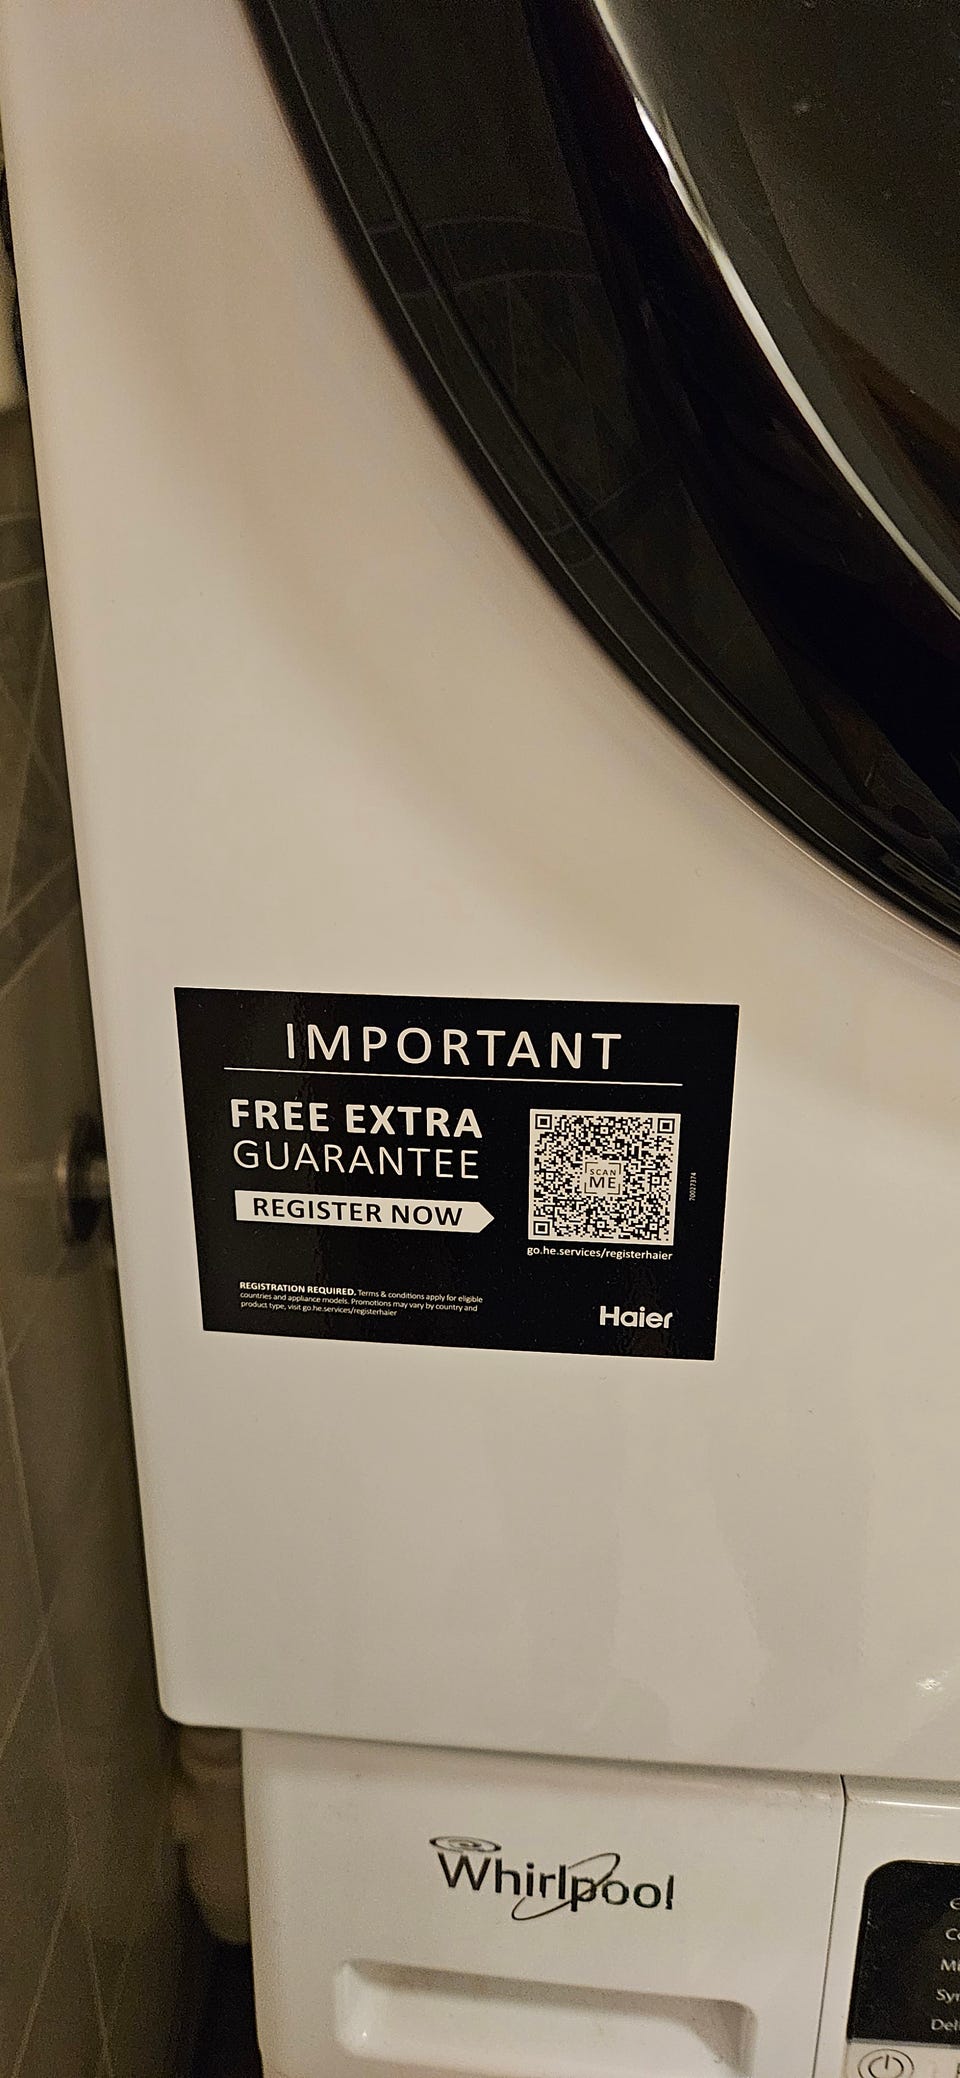 IMPORTANT
FREE EXTRA
GUARANTEE
REGISTER NOW
SCAN
ME
70027374
go.he.services/registerhaier
REGISTRATION REQUIRED. Terms & conditions apply for eligible
countries and appliance models. Promotions may vary by country and
product type, visit go.he.services/registerhaier
Haier
Whirlpool